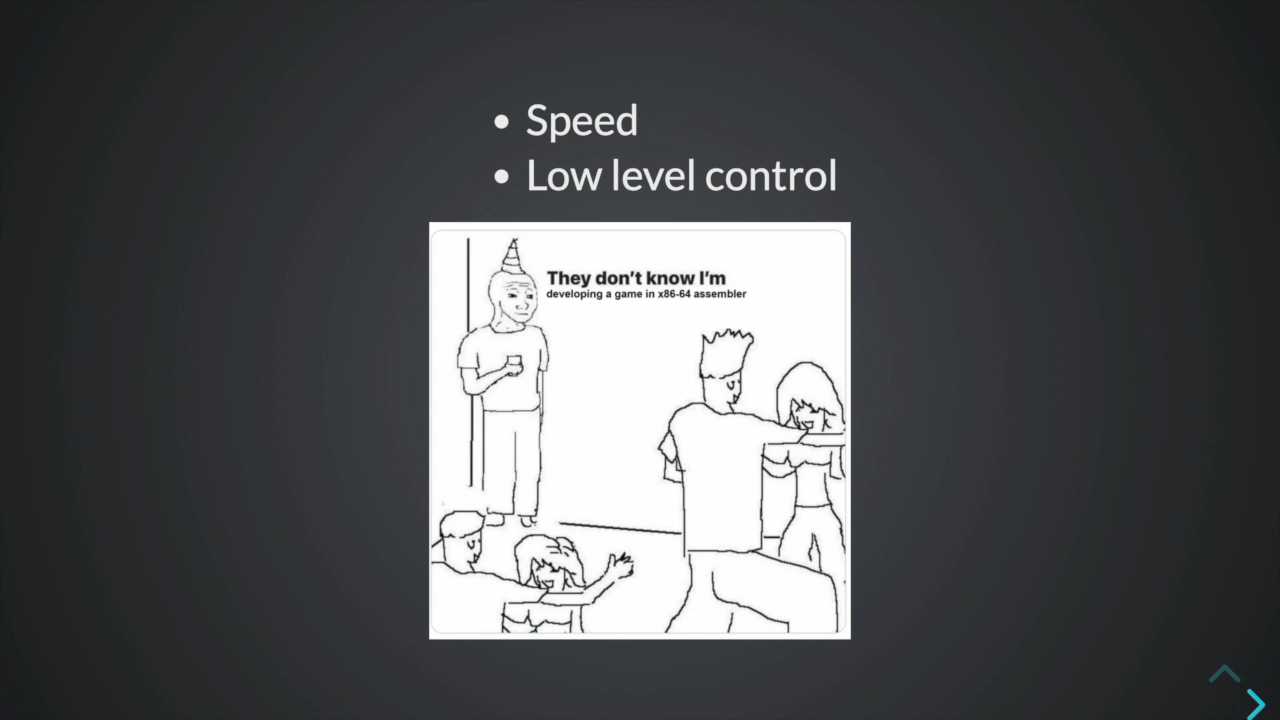 Speed
Low level control
They don't know I'm
developing a game in x86-64 assembler